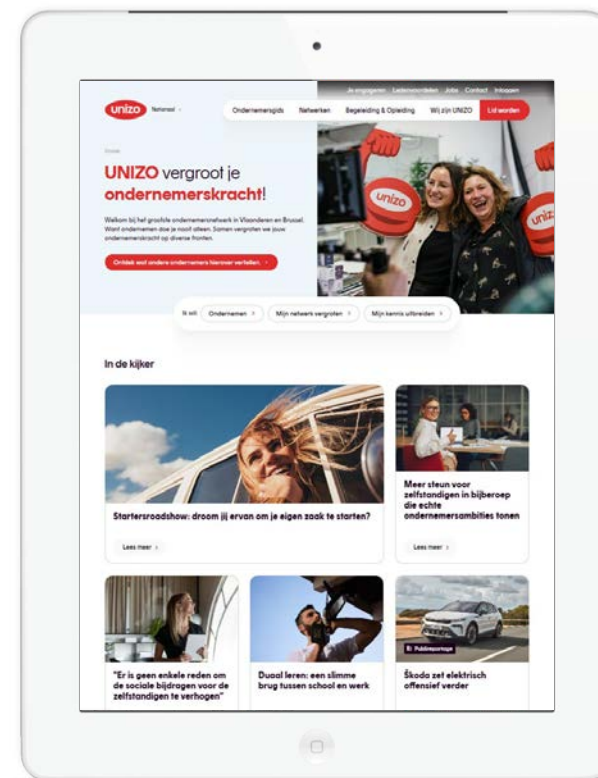 Je engageren Ledenvoordelen Jobs Contact Inloggen
unizo
Nationaal
Ondernemersgids Netwerken Begeleiding & Opleiding Wij zijn UNIZO Lid worden
Home
UNIZO vergroot je
ondernemerskracht!
Welkom bij het grootste ondernemersnetwerk in Vlaanderen en Brussel.
Want ondernemen doe je nooit alleen. Samen vergroten we jouw
ondernemerskracht op diverse fronten.
Ontdek wat andere ondernemers hierover vertellen.
unizo
unizo
Ik wil: Ondernemen Mijn netwerk vergroten Mijn kennis uitbreiden
In de kijker
Startersroadshow: droom jij ervan om je eigen zaak te starten?
Lees meer
Meer steun voor
zelfstandigen in bijberoep
die echte
ondernemersambities tonen
Lees meer
"Er is geen enkele reden om
de sociale bijdragen voor de
zelfstandigen te verhogen"
Duaal leren: een slimme
brug tussen school en werk
Publireportage
Škoda zet elektrisch
offensief verder